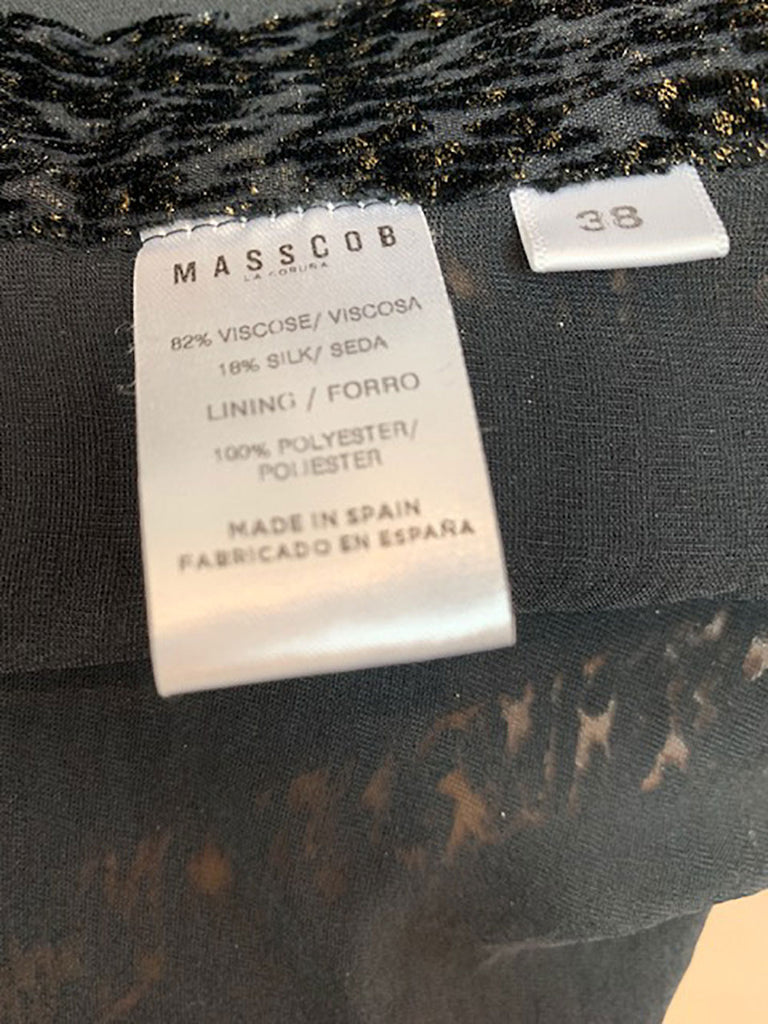 MASSCOB
LA CORUÑA
82% VISCOSE/ VISCOSA
18% SILK/ SEDA
LINING / FORRO
100% POLYESTER/
POLIESTER
MADE IN SPAIN
FABRICADO EN ESPAÑA
38